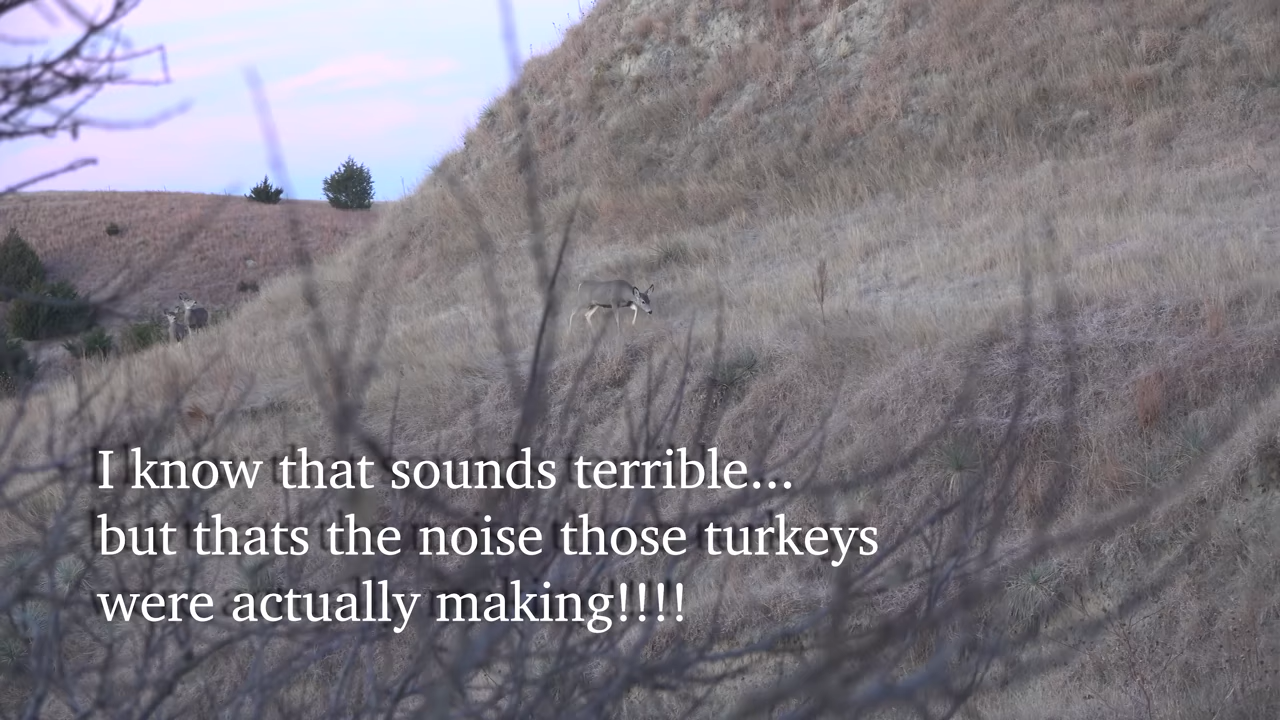 I know that sounds terrible...
but thats the noise those turkeys
were actually making!!!!